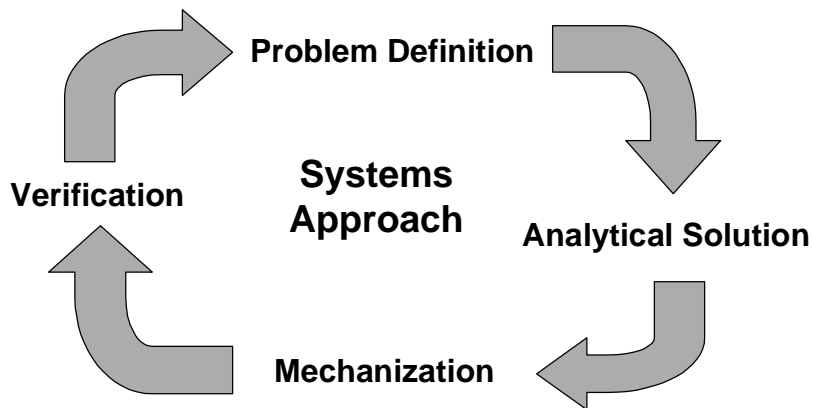 Problem Definition
Systems
Approach
Verification
Analytical Solution
Mechanization